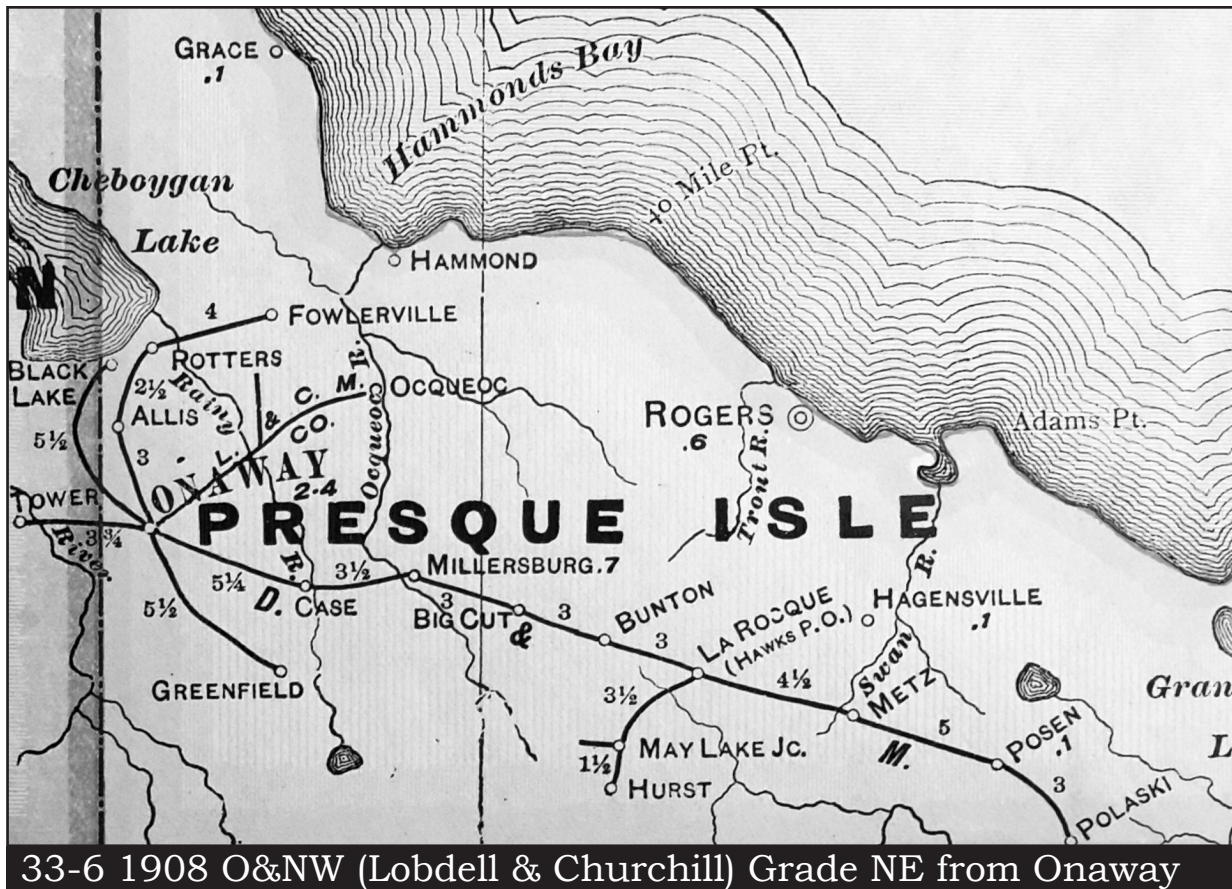 GRACE
.1
Hammonds Bay
40 Mile Pt.
Cheboygan
Lake
HAMMOND
N
4
FOWLERVILLE
ROTTERS
BLACK
LAKE
2½
ALLIS
Rainy
R.
C. M.
&
CO.
L.
OCQUEOC
Ocqueoc
R.
5½
3
ROGERS
.6
Adams Pt.
ONAWAY
2.4
TOWER
3¾
River
PRESQUE ISLE
Trout R.
5¼
D.
CASE
3½
MILLERSBURG.7
3
BIG CUT
&
3
BUNTON
3
LA ROCQUE
(HAWKS P.O.)
HAGENSVILLE
.1
Swan
R.
5½
GREENFIELD
3½
4½
METZ
5
M.
POSEN
.1
Gran
L
MAY LAKE JC.
1½
HURST
3
POLASKI
33-6 1908 O&NW (Lobdell & Churchill) Grade NE from Onaway